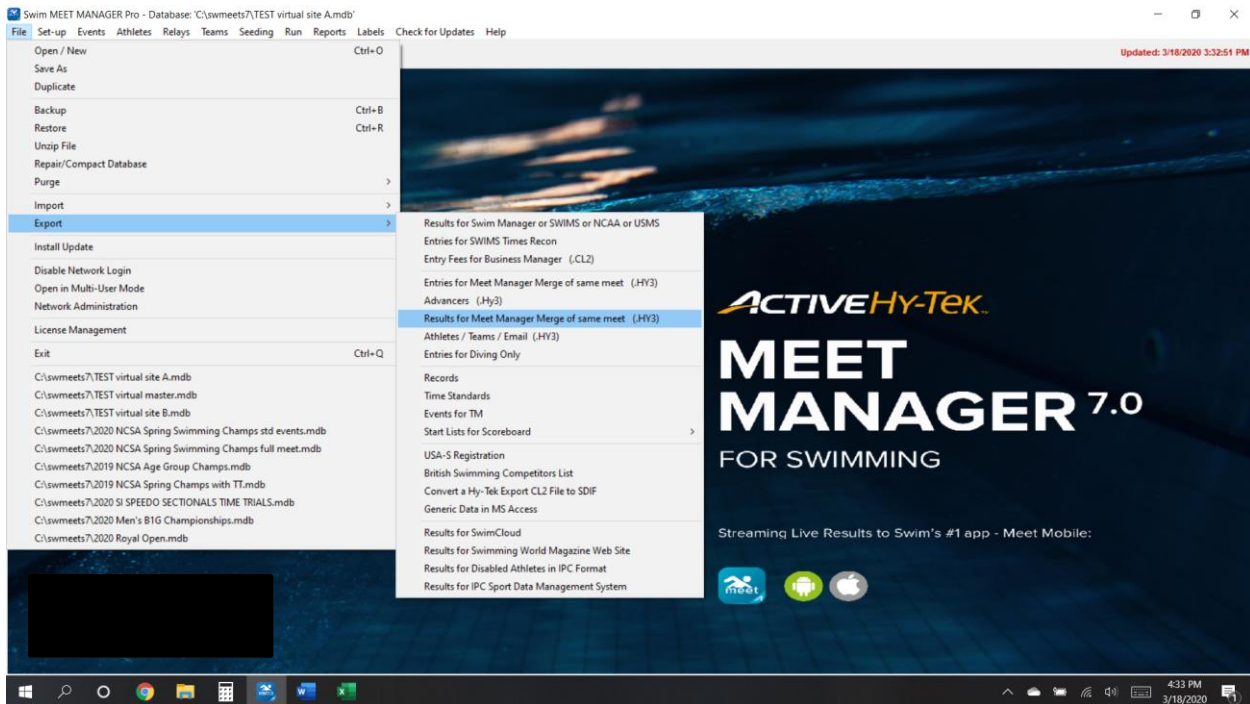 Swim MEET MANAGER Pro - Database: 'C:\swmeets7\TEST virtual site A.mdb'
File Set-up Events Athletes Relays Teams Seeding Run Reports Labels Check for Updates Help
Updated: 3/18/2020 3:32:51 PM
Open / New Ctrl+O
Save As
Duplicate
Backup Ctrl+B
Restore Ctrl+R
Unzip File
Repair/Compact Database
Purge >
Import >
Export >
Install Update
Disable Network Login
Open in Multi-User Mode
Network Administration
License Management
Exit Ctrl+Q
C:\swmeets7\TEST virtual site A.mdb
C:\swmeets7\TEST virtual master.mdb
C:\swmeets7\TEST virtual site B.mdb
C:\swmeets7\2020 NCSA Spring Swimming Champs std events.mdb
C:\swmeets7\2020 NCSA Spring Swimming Champs full meet.mdb
C:\swmeets7\2019 NCSA Age Group Champs.mdb
C:\swmeets7\2019 NCSA Spring Champs with TT.mdb
C:\swmeets7\2020 SI SPEEDO SECTIONALS TIME TRIALS.mdb
C:\swmeets7\2020 Men's B1G Championships.mdb
C:\swmeets7\2020 Royal Open.mdb
Results for Swim Manager or SWIMS or NCAA or USMS
Entries for SWIMS Times Recon
Entry Fees for Business Manager (.CL2)
Entries for Meet Manager Merge of same meet (.HY3)
Advancers (.Hy3)
Results for Meet Manager Merge of same meet (.HY3)
Athletes / Teams / Email (.HY3)
Entries for Diving Only
Records
Time Standards
Events for TM
Start Lists for Scoreboard >
USA-S Registration
British Swimming Competitors List
Convert a Hy-Tek Export CL2 File to SDIF
Generic Data in MS Access
Results for SwimCloud
Results for Swimming World Magazine Web Site
Results for Disabled Athletes in IPC Format
Results for IPC Sport Data Management System
ACTIVE HY-TEK
MEET
MANAGER 7.0
FOR SWIMMING
Streaming Live Results to Swim's #1 app - Meet Mobile:
meet
4:33 PM
3/18/2020